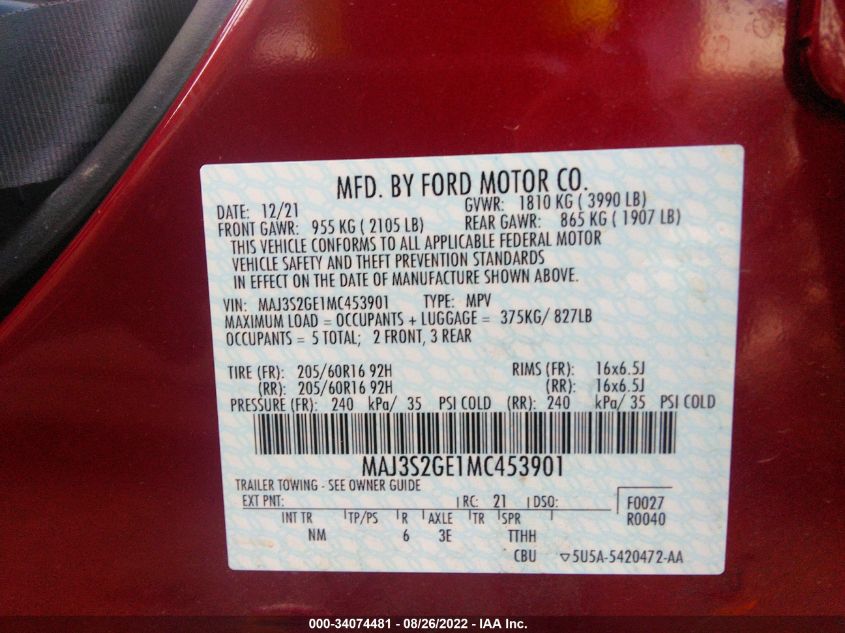 MFD. BY FORD MOTOR CO.
DATE: 12/21 GVWR: 1810 KG ( 3990 LB)
FRONT GAWR: 955 KG ( 2105 LB) REAR GAWR: 865 KG ( 1907 LB)
THIS VEHICLE CONFORMS TO ALL APPLICABLE FEDERAL MOTOR
VEHICLE SAFETY AND THEFT PREVENTION STANDARDS
IN EFFECT ON THE DATE OF MANUFACTURE SHOWN ABOVE.
VIN: MAJ3S2GE1MC453901 TYPE: MPV
MAXIMUM LOAD = OCCUPANTS + LUGGAGE = 375KG/ 827LB
OCCUPANTS = 5 TOTAL; 2 FRONT, 3 REAR
TIRE (FR): 205/60R16 92H RIMS (FR): 16x6.5J
(RR): 205/60R16 92H (RR): 16x6.5J
PRESSURE (FR): 240 kPa/ 35 PSI COLD (RR): 240 kPa/ 35 PSI COLD
MAJ3S2GE1MC453901
TRAILER TOWING - SEE OWNER GUIDE
EXT PNT: RC: 21 DSO: F0027
R0040
INT TR TP/PS R AXLE TR SPR
NM 6 3E TTHH
CBU ▽5U5A-5420472-AA
000-34074481 - 08/26/2022 - IAA Inc.